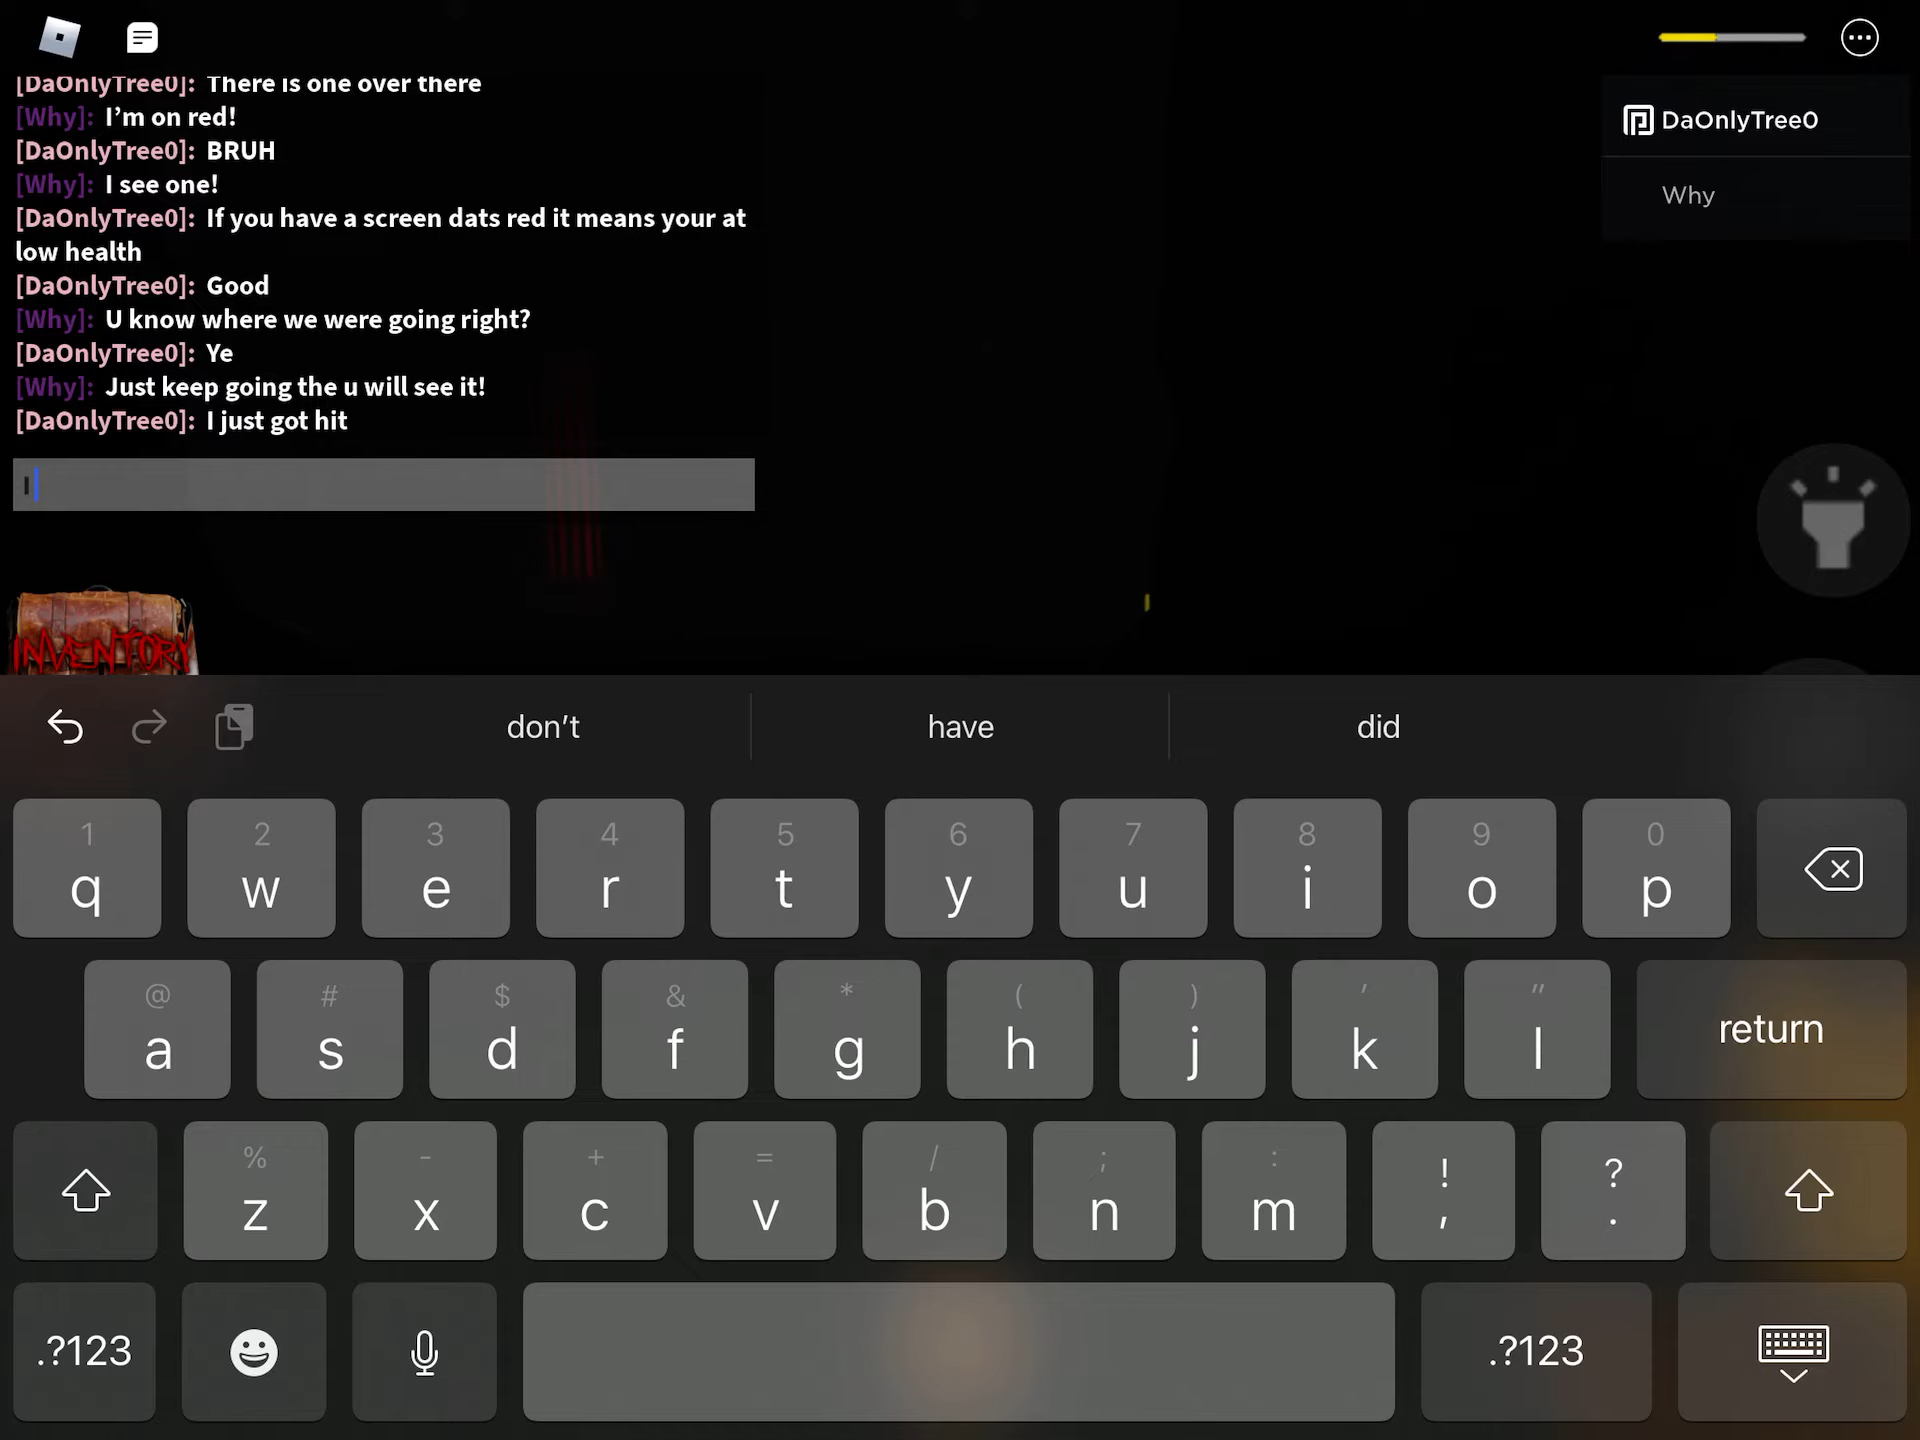 [DaOnlyTree0]: There is one over there
[Why]: I'm on red!
[DaOnlyTree0]: BRUH
[Why]: I see one!
[DaOnlyTree0]: If you have a screen dats red it means your at
low health
[DaOnlyTree0]: Good
[Why]: U know where we were going right?
[DaOnlyTree0]: Ye
[Why]: Just keep going the u will see it!
[DaOnlyTree0]: I just got hit
I
DaOnlyTree0
Why
INVENTORY
don't have did
1 2 3 4 5 6 7 8 9 0
q w e r t y u i o p
@ # $ & * ( ) ' "
a s d f g h j k l return
% - + = / ; : ! ?
z x c v b n m , .
.?123 .?123